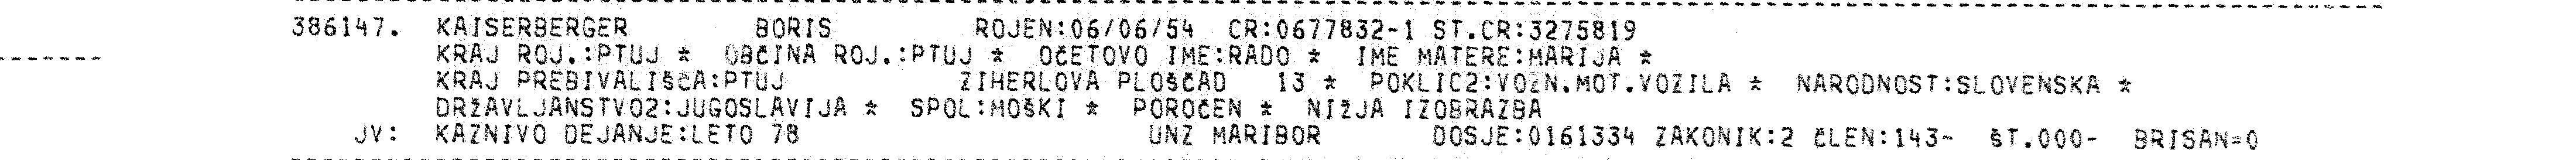 386147. KAISERBERGER BORIS ROJEN:06/06/54 CR:0677832-1 ST.CR:3275819
KRAJ ROJ.:PTUJ * OBČINA ROJ.:PTUJ * OČETOVO IME:RADO * IME MATERE:MARIJA *
KRAJ PREBIVALIŠČA:PTUJ ZIHERLOVA PLOŠČAD 13 * POKLIC2:VOZN.MOT.VOZILA * NARODNOST:SLOVENSKA *
DRŽAVLJANSTVO2:JUGOSLAVIJA * SPOL:MOŠKI * POROČEN * NIŽJA IZOBRAZBA
JV: KAZNIVO DEJANJE:LETO 78 UNZ MARIBOR DOSJE:0161334 ZAKONIK:2 ČLEN:143- ŠT.000- BRISAN=0